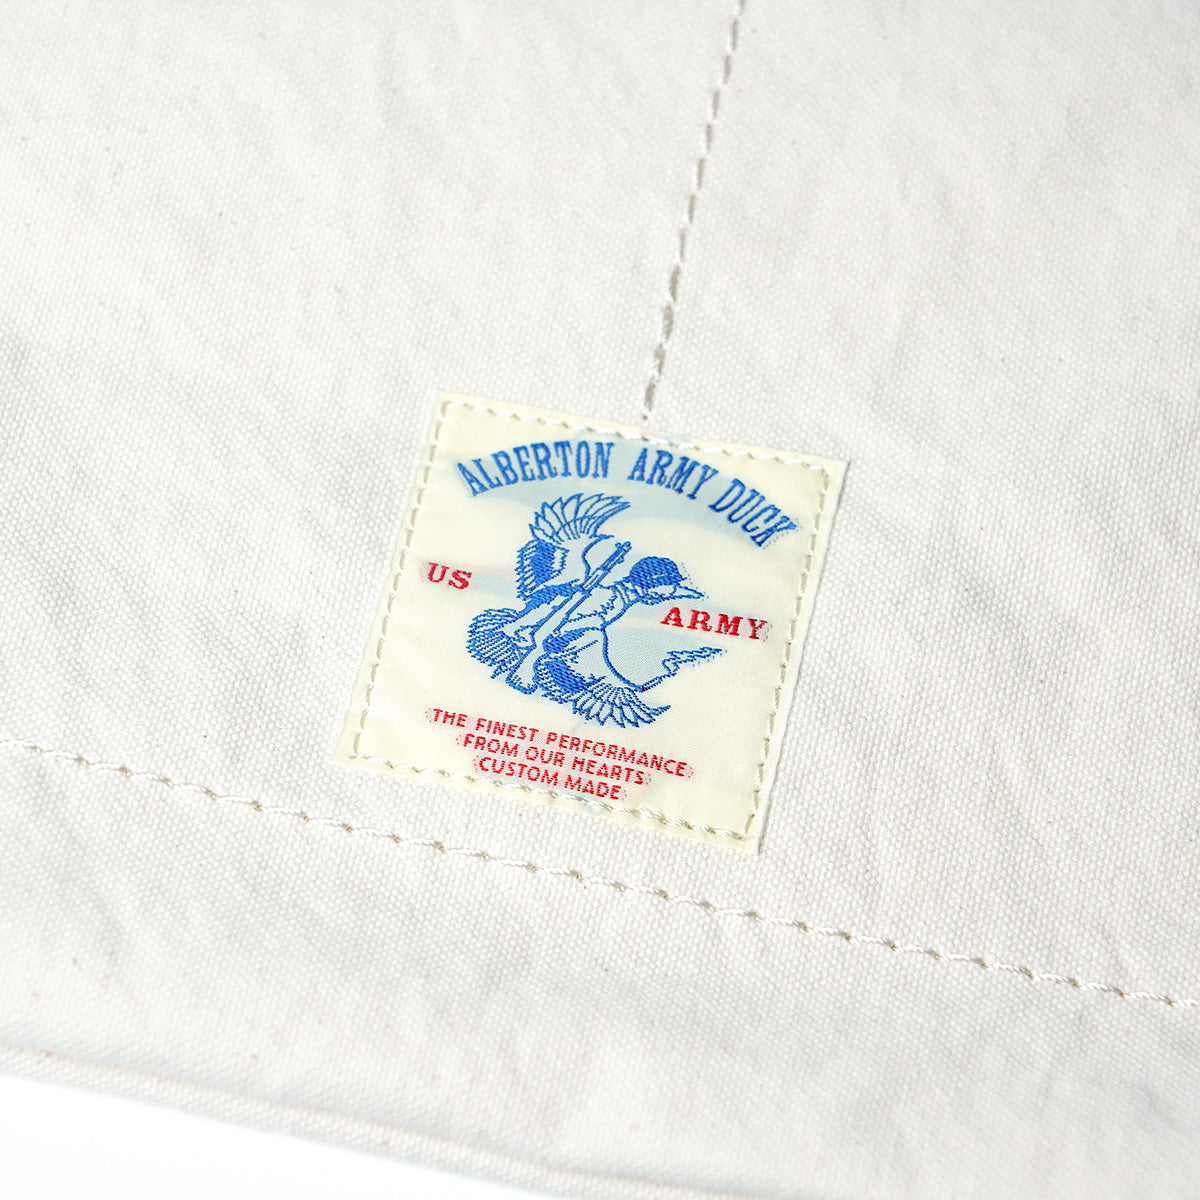 ALBERTON ARMY DUCK
US ARMY
THE FINEST PERFORMANCE
FROM OUR HEARTS
CUSTOM MADE